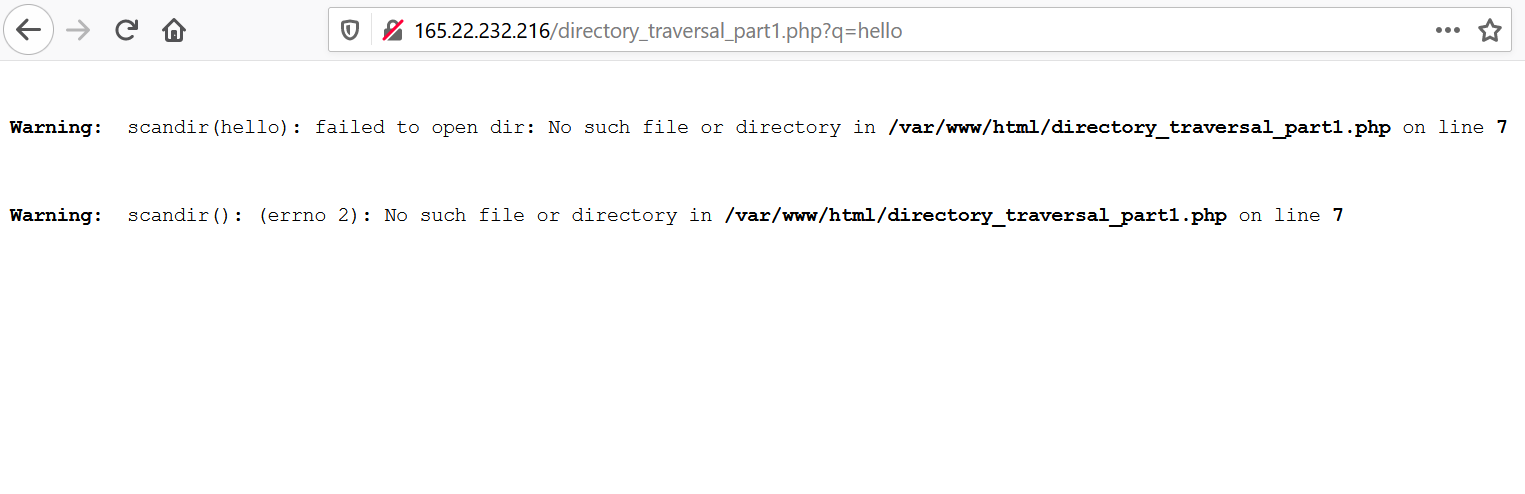 165.22.232.216/directory_traversal_part1.php?q=hello
Warning: scandir(hello): failed to open dir: No such file or directory in /var/www/html/directory_traversal_part1.php on line 7
Warning: scandir(): (errno 2): No such file or directory in /var/www/html/directory_traversal_part1.php on line 7